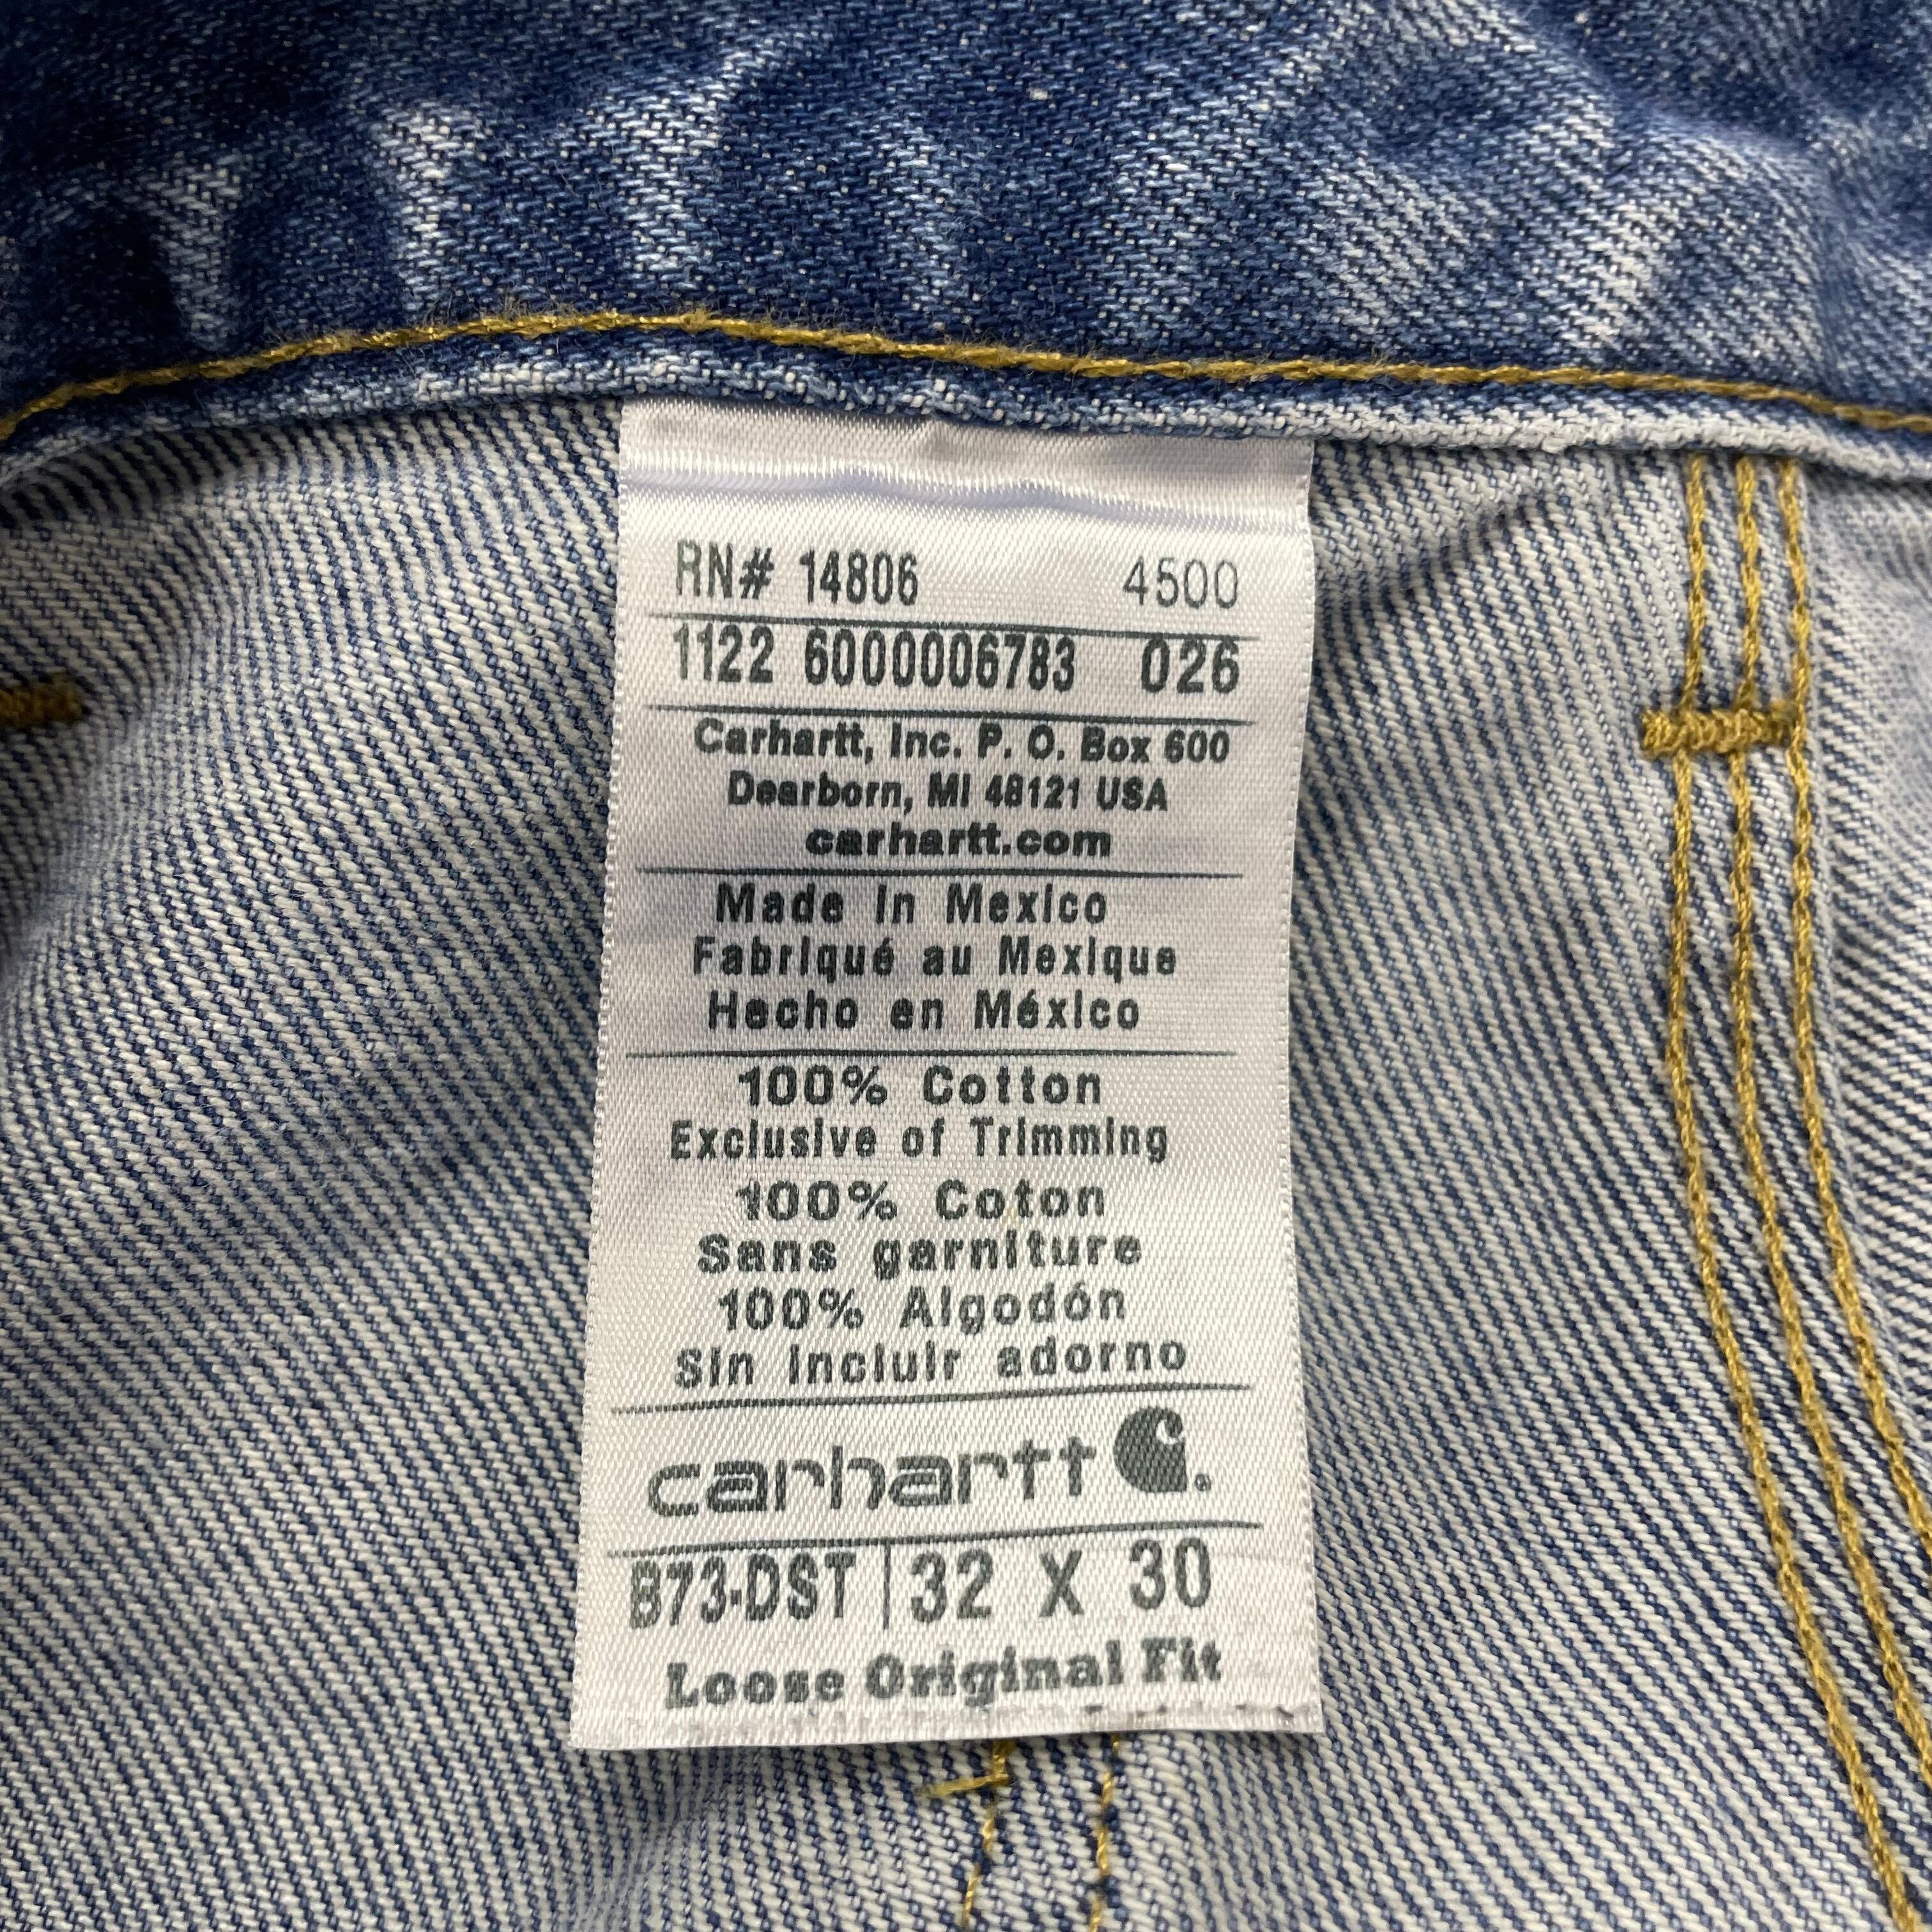 RN# 14806 4500
1122 6000006783 026
Carhartt, Inc. P. O. Box 600
Dearborn, MI 48121 USA
carhartt.com
Made in Mexico
Fabriqué au Mexique
Hecho en México
100% Cotton
Exclusive of Trimming
100% Coton
Sans garniture
100% Algodón
Sin incluir adorno
carhartt
B73-DST | 32 X 30
Loose Original Fit